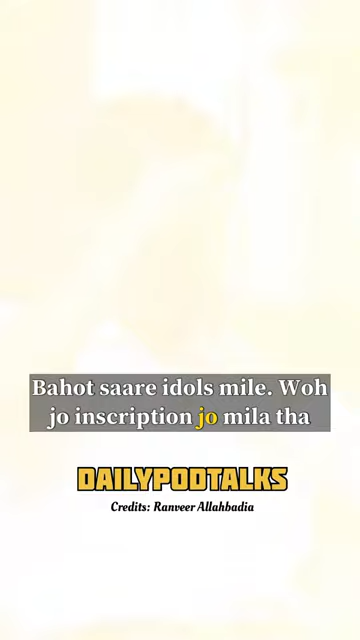 Bahot saare idols mile. Woh
jo inscription jo mila tha
DAILYPODTALKS
Credits: Ranveer Allahbadia